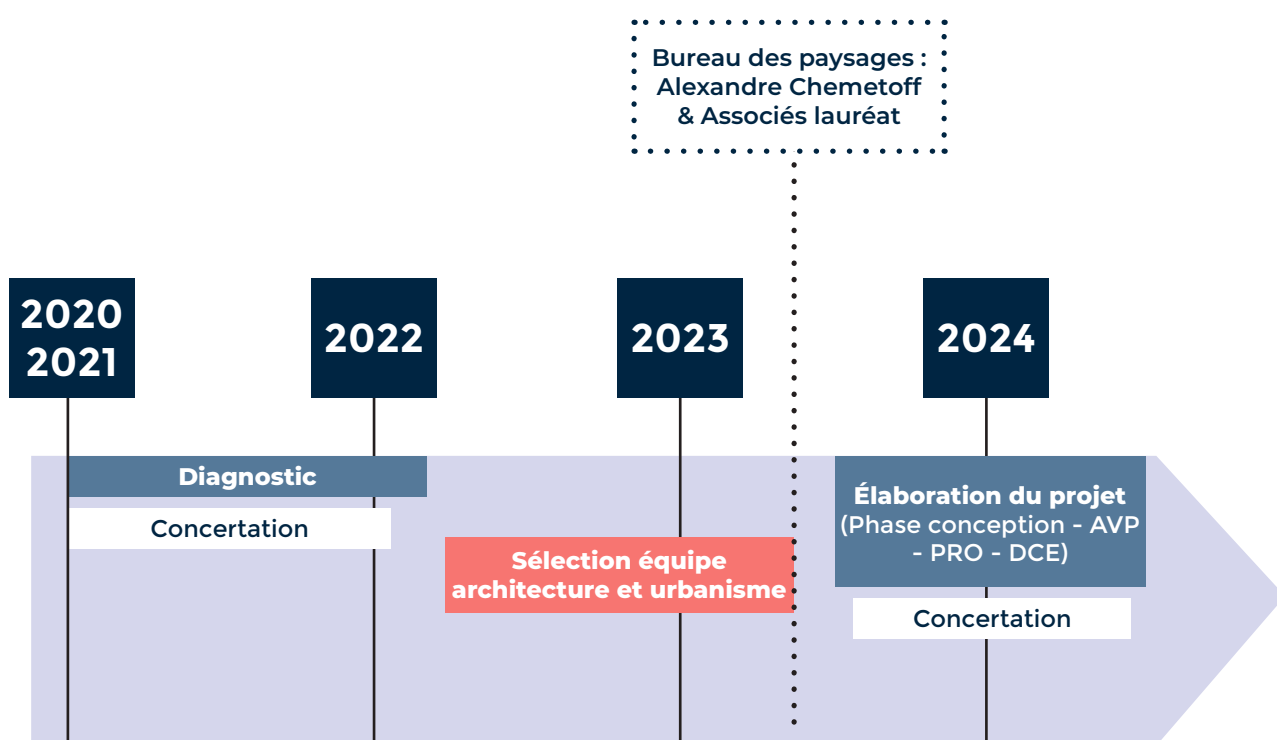 Bureau des paysages :
Alexandre Chemetoff
& Associés lauréat
2020
2021
2022
2023
2024
Diagnostic
Concertation
Sélection équipe
architecture et urbanisme
Élaboration du projet
(Phase conception - AVP
- PRO - DCE)
Concertation